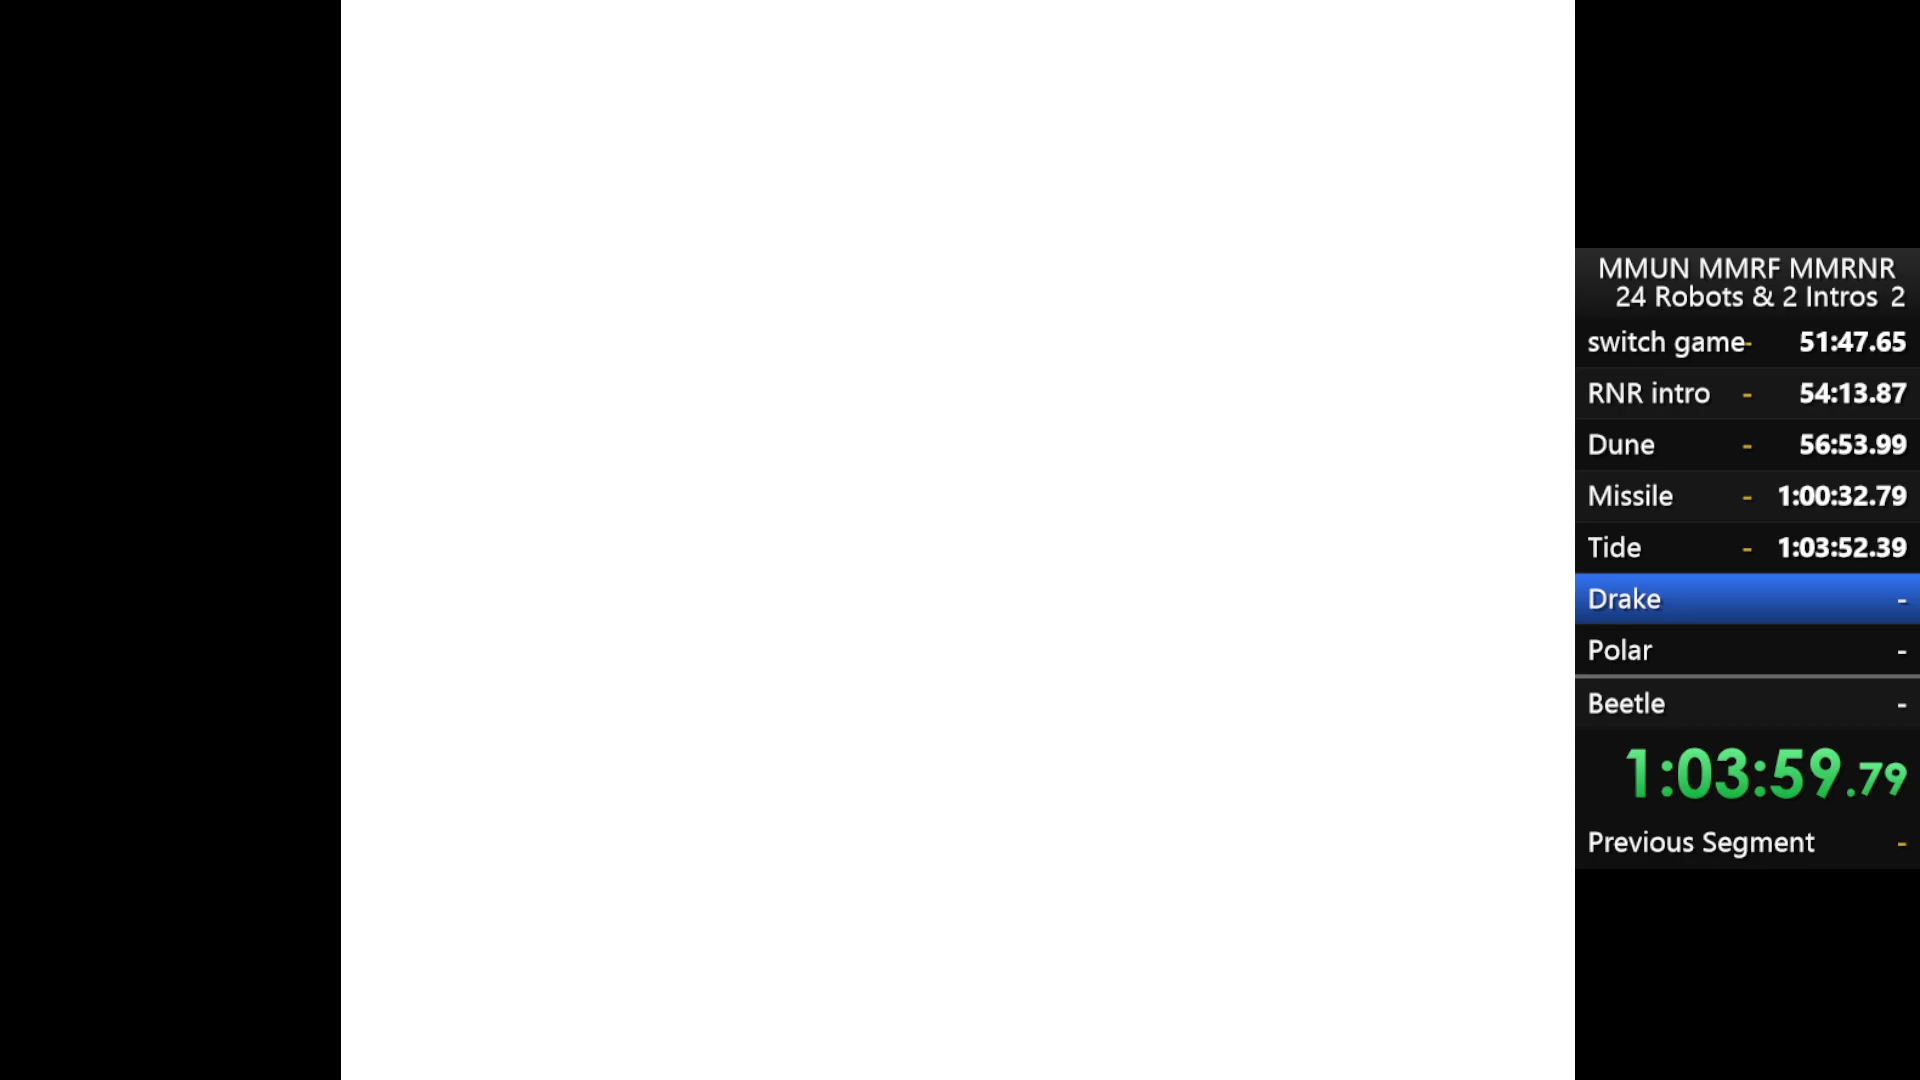 MMUN MMRF MMRNR
24 Robots & 2 Intros 2
switch game - 51:47.65
RNR intro - 54:13.87
Dune - 56:53.99
Missile - 1:00:32.79
Tide - 1:03:52.39
Drake -
Polar -
Beetle -
1:03:59.79
Previous Segment -